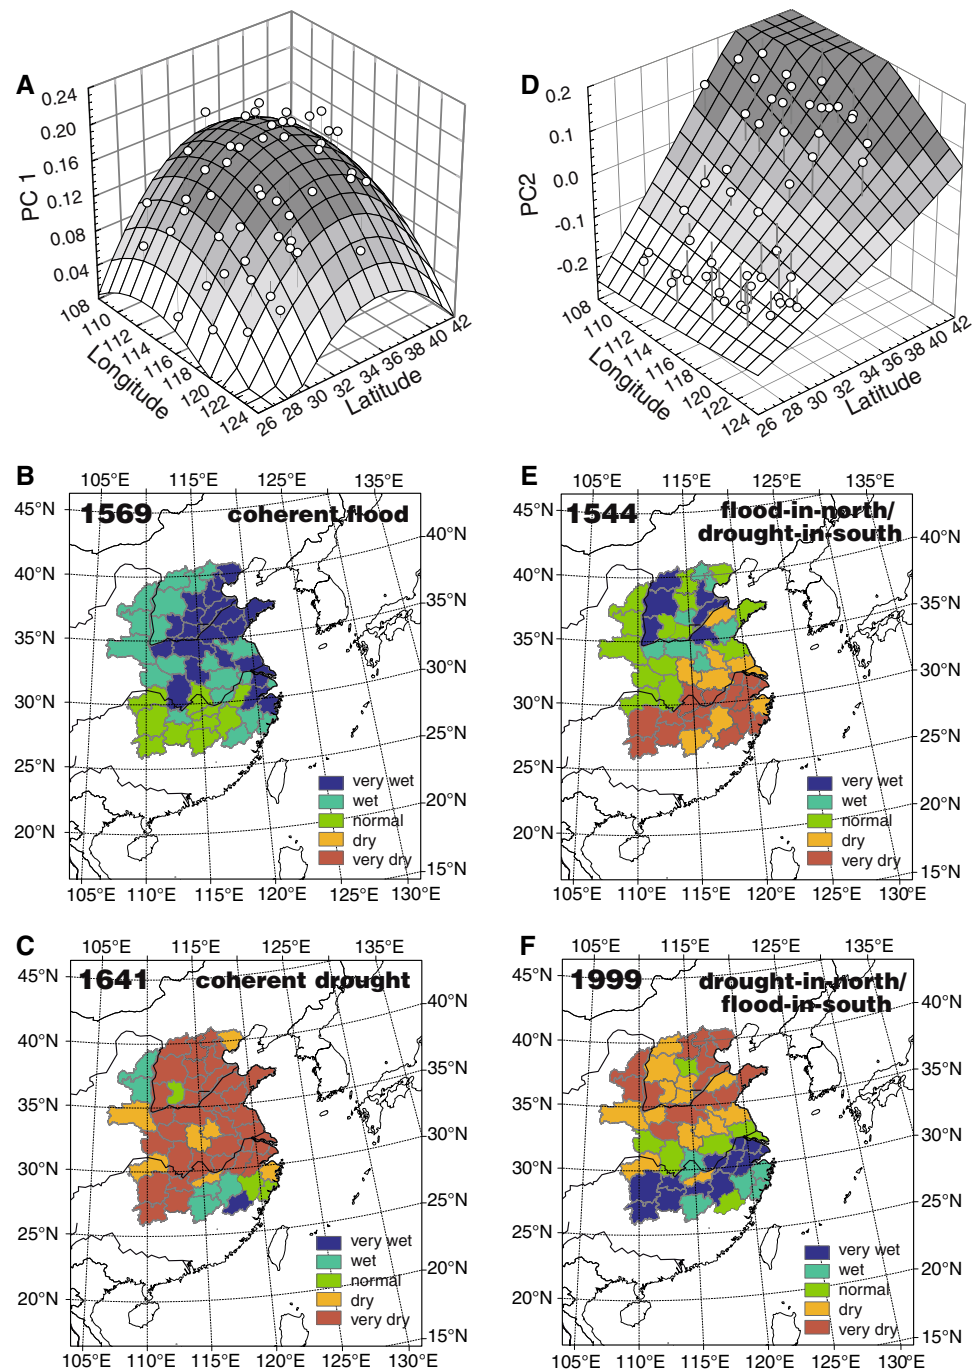 A
0.24
0.20
0.16
0.12
0.08
0.04
PC 1
108
110
112
114
116
118
120
122
124
Longitude
26 28 30 32 34 36 38 40 42
Latitude
D
0.2
0.1
0.0
-0.1
-0.2
PC2
108
110
112
114
116
118
120
122
124
Longitude
26 28 30 32 34 36 38 40 42
Latitude
B
105°E 115°E 125°E 135°E
1569 coherent flood
45°N
40°N
35°N
30°N
25°N
20°N
40°N
35°N
30°N
25°N
20°N
15°N
very wet
wet
normal
dry
very dry
105°E 110°E 115°E 120°E 125°E 130°E
E
105°E 115°E 125°E 135°E
1544 flood-in-north/
drought-in-south
45°N
40°N
35°N
30°N
25°N
20°N
40°N
35°N
30°N
25°N
20°N
15°N
very wet
wet
normal
dry
very dry
105°E 110°E 115°E 120°E 125°E 130°E
C
105°E 115°E 125°E 135°E
1641 coherent drought
45°N
40°N
35°N
30°N
25°N
20°N
40°N
35°N
30°N
25°N
20°N
15°N
very wet
wet
normal
dry
very dry
105°E 110°E 115°E 120°E 125°E 130°E
F
105°E 115°E 125°E 135°E
1999 drought-in-north/
flood-in-south
45°N
40°N
35°N
30°N
25°N
20°N
40°N
35°N
30°N
25°N
20°N
15°N
very wet
wet
normal
dry
very dry
105°E 110°E 115°E 120°E 125°E 130°E